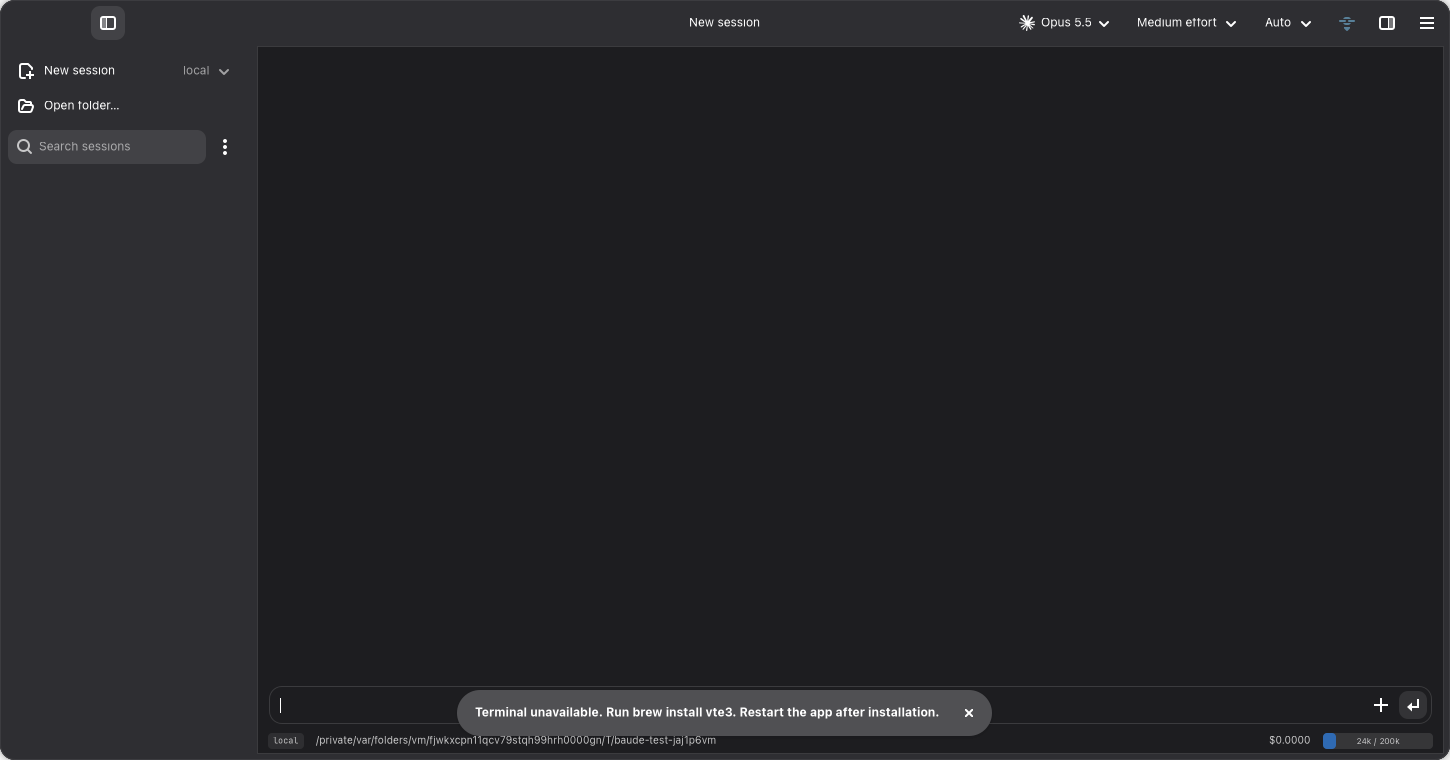 New session
Opus 5.5
Medium effort
Auto
New session
local
Open folder...
Search sessions
Terminal unavailable. Run brew install vte3. Restart the app after installation.
local
/private/var/folders/vm/fjwkxcpn11qcv79stqh99hrh0000gn/T/baude-test-jaj1p6vm
$0.0000
24k / 200k